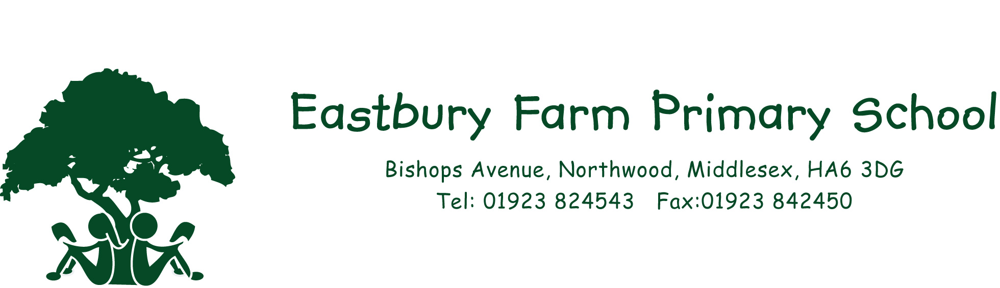 Eastbury Farm Primary School
Bishops Avenue, Northwood, Middlesex, HA6 3DG
Tel: 01923 824543 Fax:01923 842450